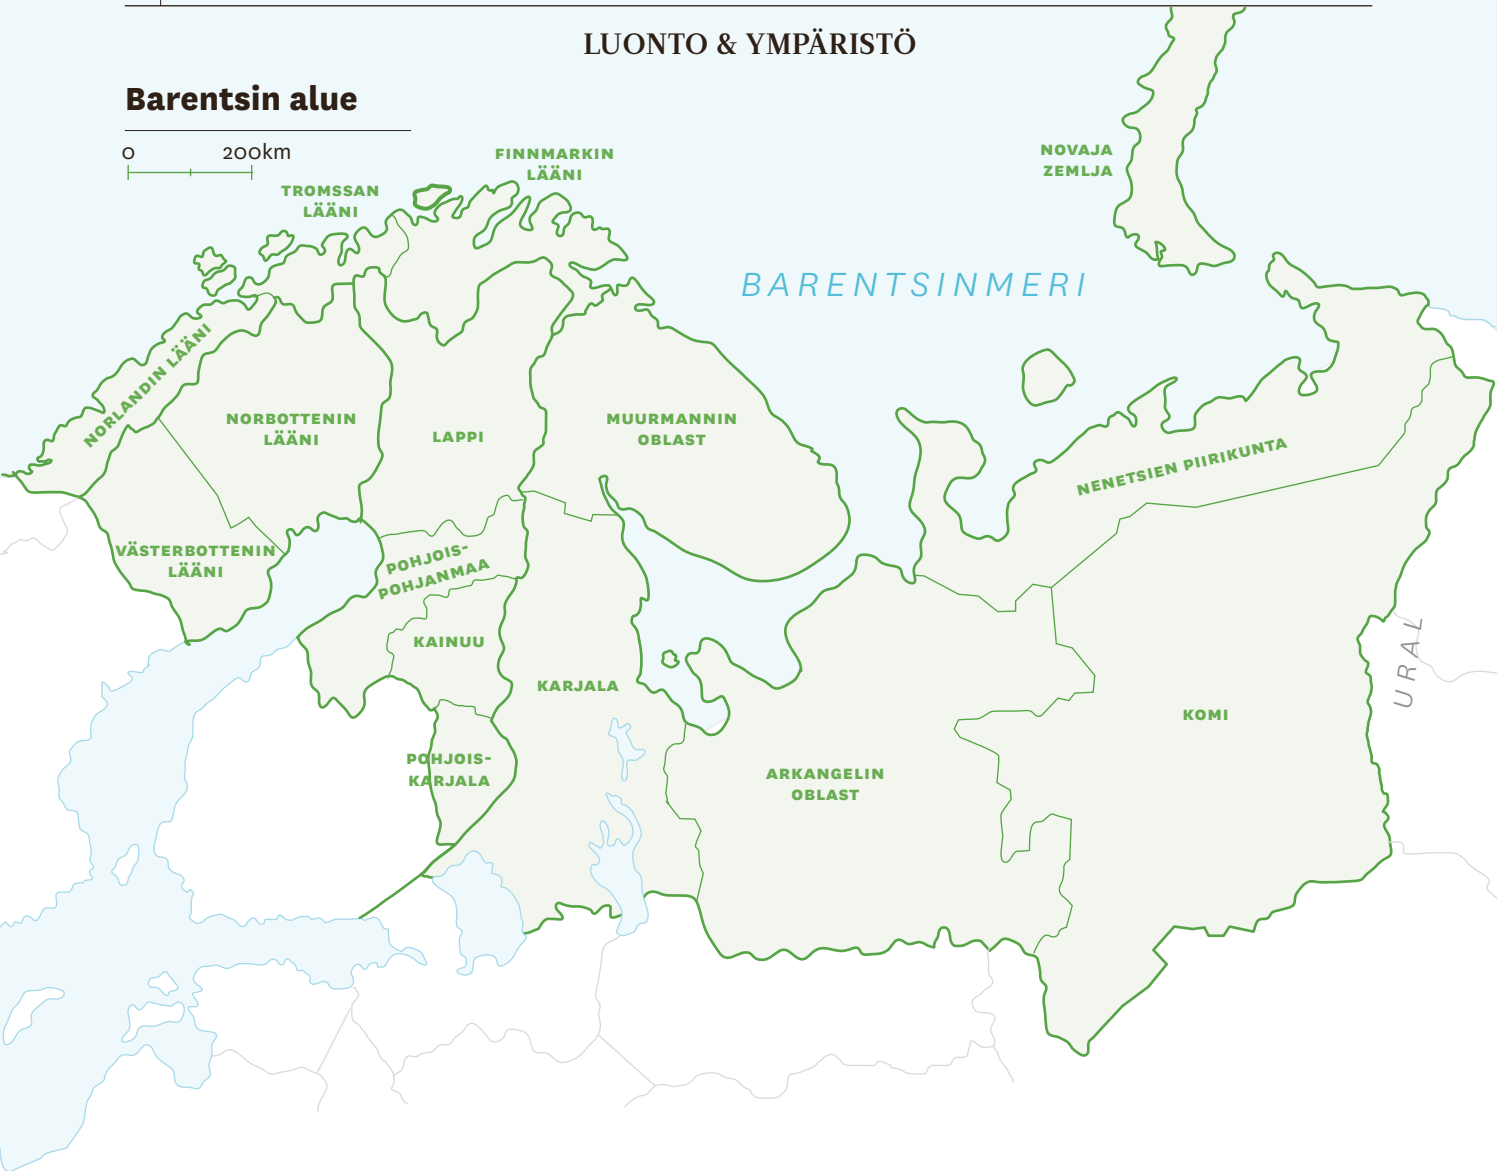 LUONTO & YMPÄRISTÖ
Barentsin alue
0 200km
FINNMARKIN
LÄÄNI
TROMSSAN
LÄÄNI
NOVAJA
ZEMLJA
BARENTSINMERI
NORLANDIN LÄÄNI
NORBOTTENIN
LÄÄNI
LAPPI
MUURMANNIN
OBLAST
NENETSIEN PIIRIKUNTA
VÄSTERBOTTENIN
LÄÄNI
POHJOIS-
POHJANMAA
KAINUU
KARJALA
URAL
KOMI
POHJOIS-
KARJALA
ARKANGELIN
OBLAST